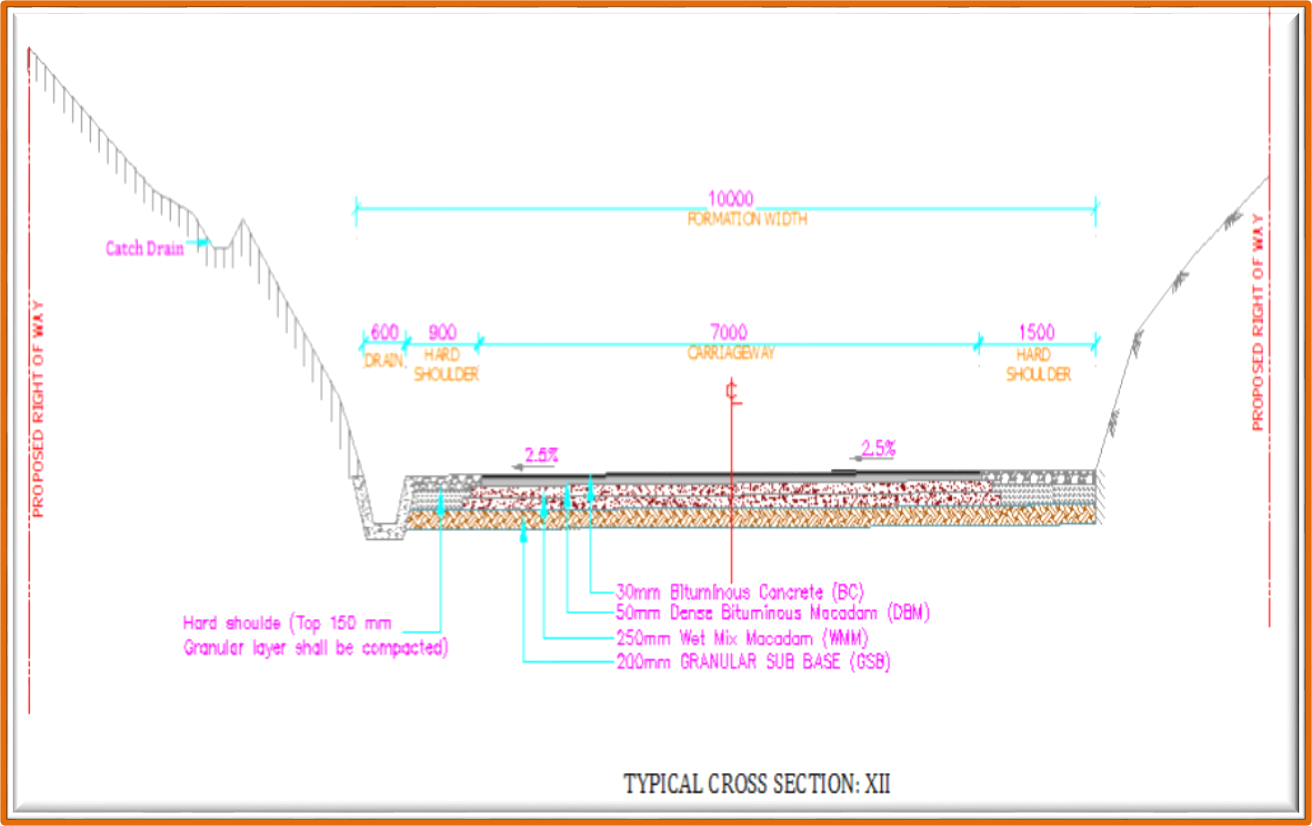 10000
FORMATION WIDTH
Catch Drain
PROPOSED RIGHT OF WAY
PROPOSED RIGHT OF WAY
600
DRAIN
900
HARD
SHOULDER
7000
CARRIAGEWAY
1500
HARD
SHOULDER
CL
2.5%
2.5%
30mm Bituminous Concrete (BC)
50mm Dense Bituminous Macadam (DBM)
250mm Wet Mix Macadam (WMM)
200mm GRANULAR SUB BASE (GSB)
Hard shoulde (Top 150 mm
Granular layer shall be compacted)
TYPICAL CROSS SECTION: XII